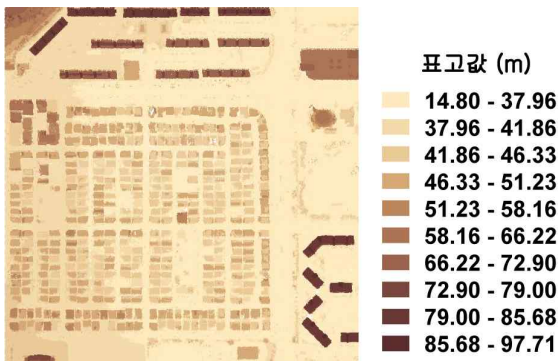 표고값 (m)
14.80 - 37.96
37.96 - 41.86
41.86 - 46.33
46.33 - 51.23
51.23 - 58.16
58.16 - 66.22
66.22 - 72.90
72.90 - 79.00
79.00 - 85.68
85.68 - 97.71